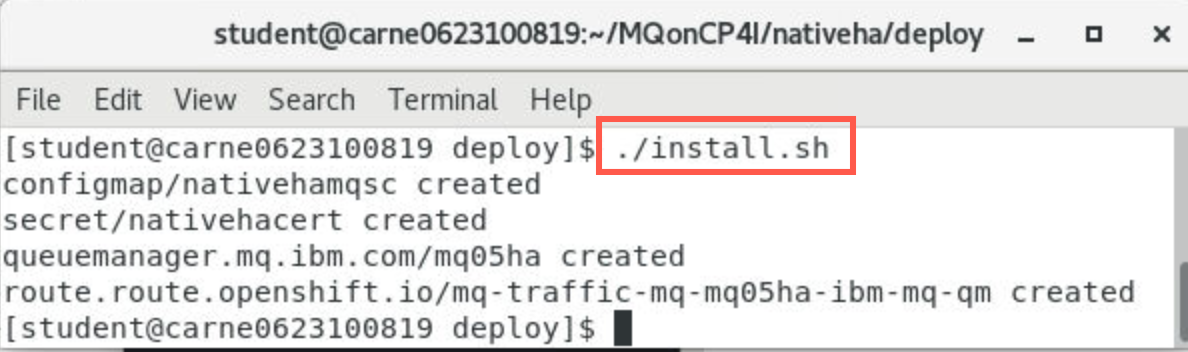 student@carne0623100819:~/MQonCP4I/nativeha/deploy
File Edit View Search Terminal Help
[student@carne0623100819 deploy]$ ./install.sh
configmap/nativehamqsc created
secret/nativehacert created
queuemanager.mq.ibm.com/mq05ha created
route.route.openshift.io/mq-traffic-mq-mq05ha-ibm-mq-qm created
[student@carne0623100819 deploy]$